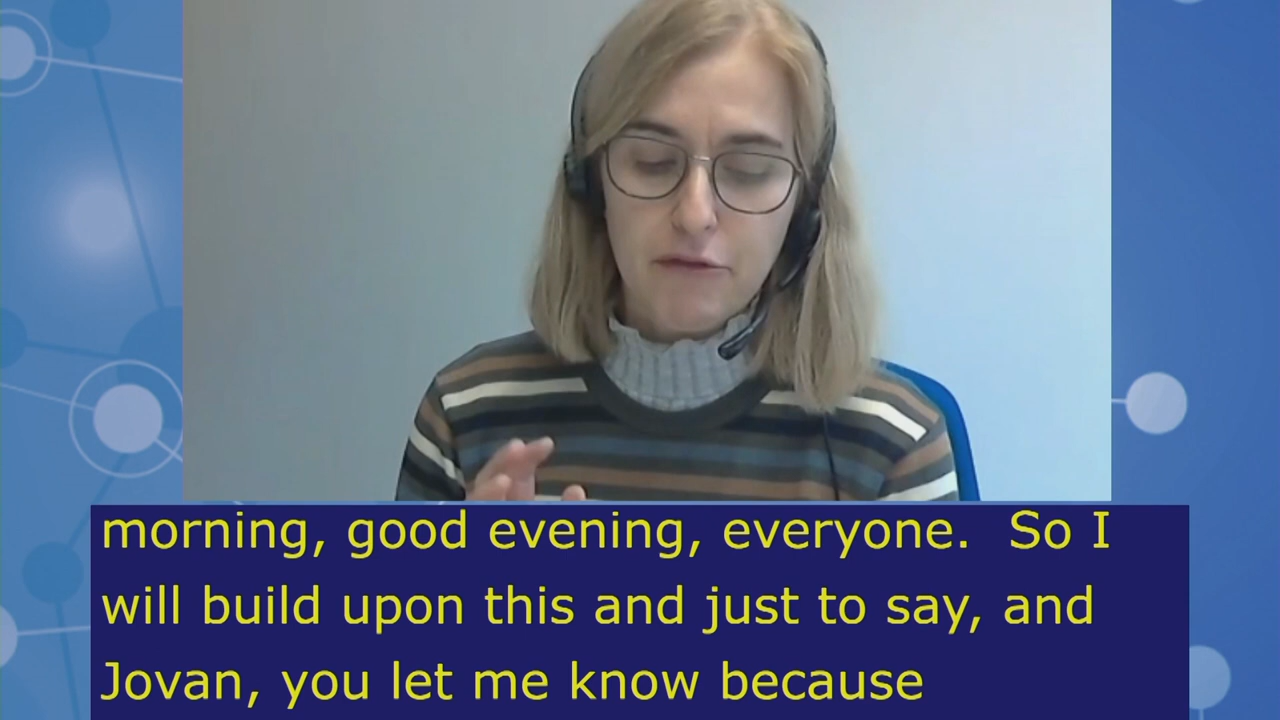 morning, good evening, everyone.  So I
will build upon this and just to say, and
Jovan, you let me know because